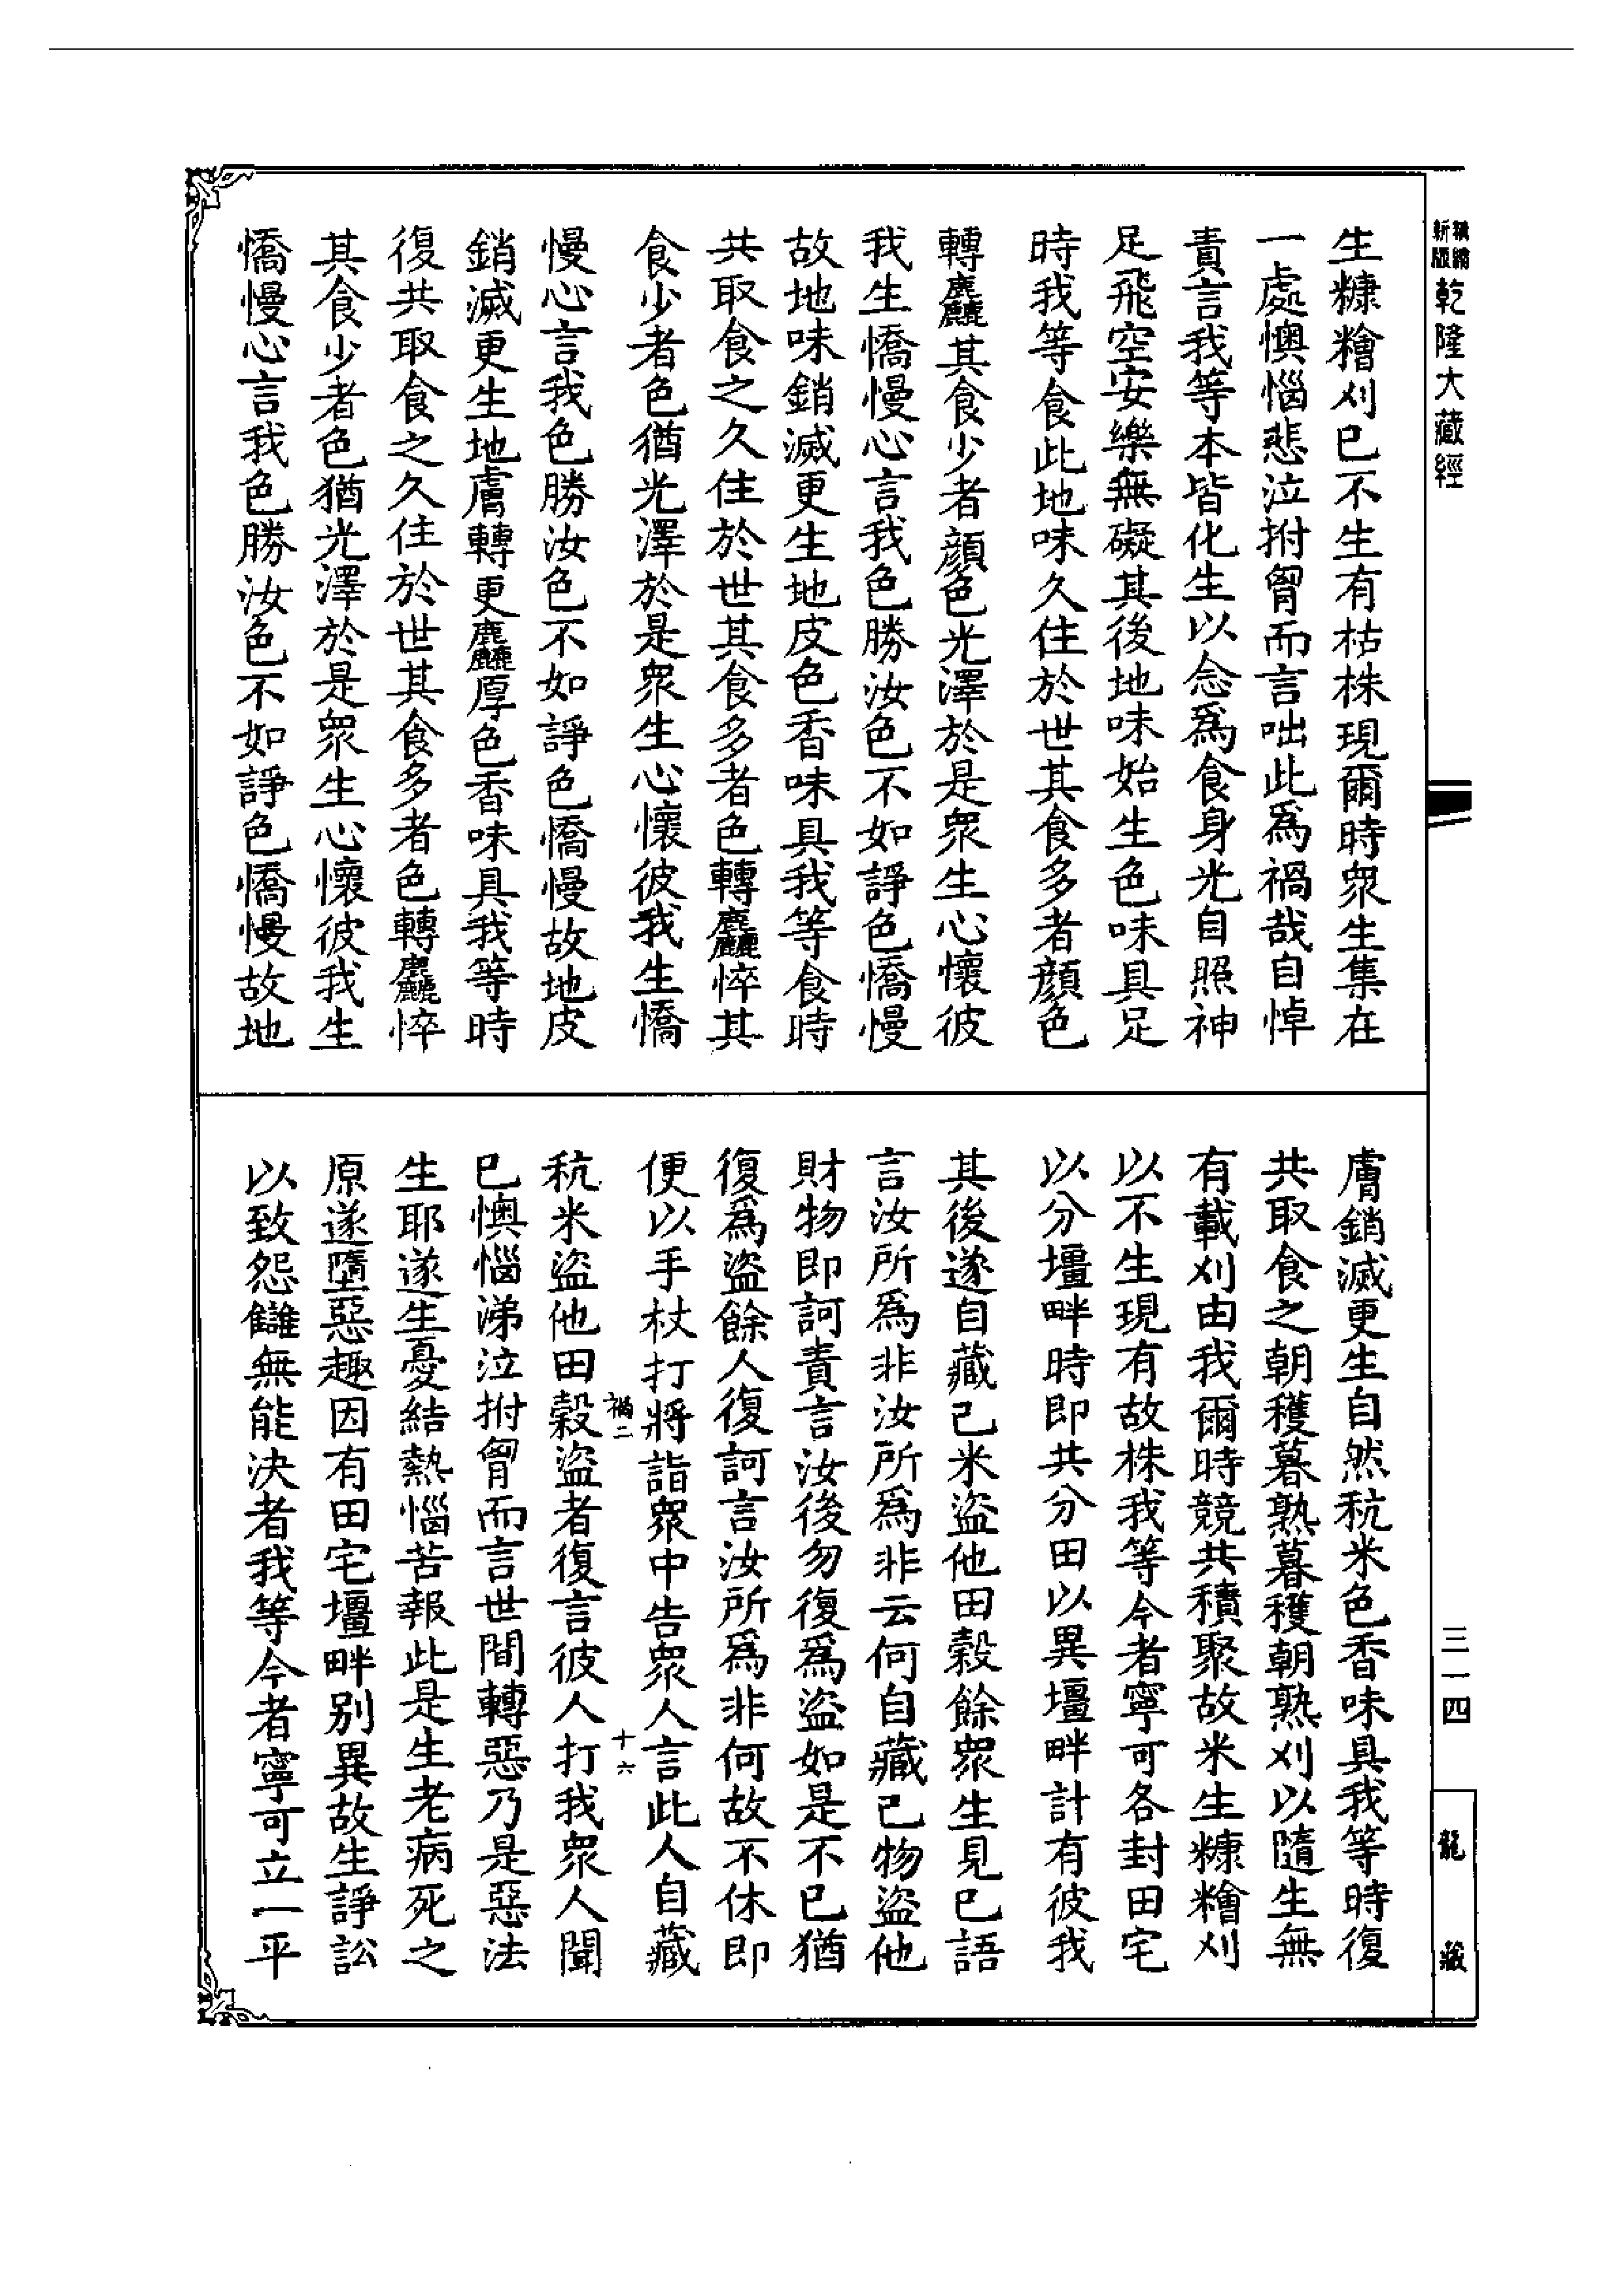 新版
乾隆大藏經
生糠糩刈已不生有枯株現爾時眾生集在
一處懊惱悲泣拊胷而言咄此為禍哉自悼
責言我等本皆化生以念為食身光自照神
足飛空安樂無礙其後地味始生色味具足
時我等食此地味久住於世其食多者顏色
轉麤其食少者顏色光澤於是眾生心懷彼
我生憍慢心言我色勝汝色不如諍色憍慢
故地味銷滅更生地皮色香味具我等食時
共取食之久住於世其食多者色轉麤悴其
食少者色猶光澤於是眾生心懷彼我生憍
慢心言我色勝汝色不如諍色憍慢故地皮
銷滅更生地膚轉更麤厚色香味具我等時
復共取食之久住於世其食多者色轉麤悴
其食少者色猶光澤於是眾生心懷彼我生
憍慢心言我色勝汝色不如諍色憍慢故地
膚銷滅更生自然秔米色香味具我等時復
共取食之朝穫暮熟暮穫朝熟刈以隨生無
有載刈由我爾時競共積聚故米生糠糩刈
以不生現有故株我等今者寧可各封田宅
以分壃畔時即共分田以異壃畔計有彼我
其後遂自藏己米盜他田穀餘眾生見已語
言汝所為非汝所為非云何自藏己物盜他
財物即訶責言汝後勿復為盜如是不已猶
復為盜餘人復訶言汝所為非何故不休即
便以手杖打將詣眾中告眾人言此人自藏
禍二
十六
秔米盜他田穀盜者復言彼人打我眾人聞
已懊惱涕泣拊胷而言世間轉惡乃是惡法
生耶遂生憂結熱惱苦報此是生老病死之
原遂墮惡趣因有田宅壃畔別異故生諍訟
以致怨讎無能決者我等今者寧可立一平
三一四
龍藏